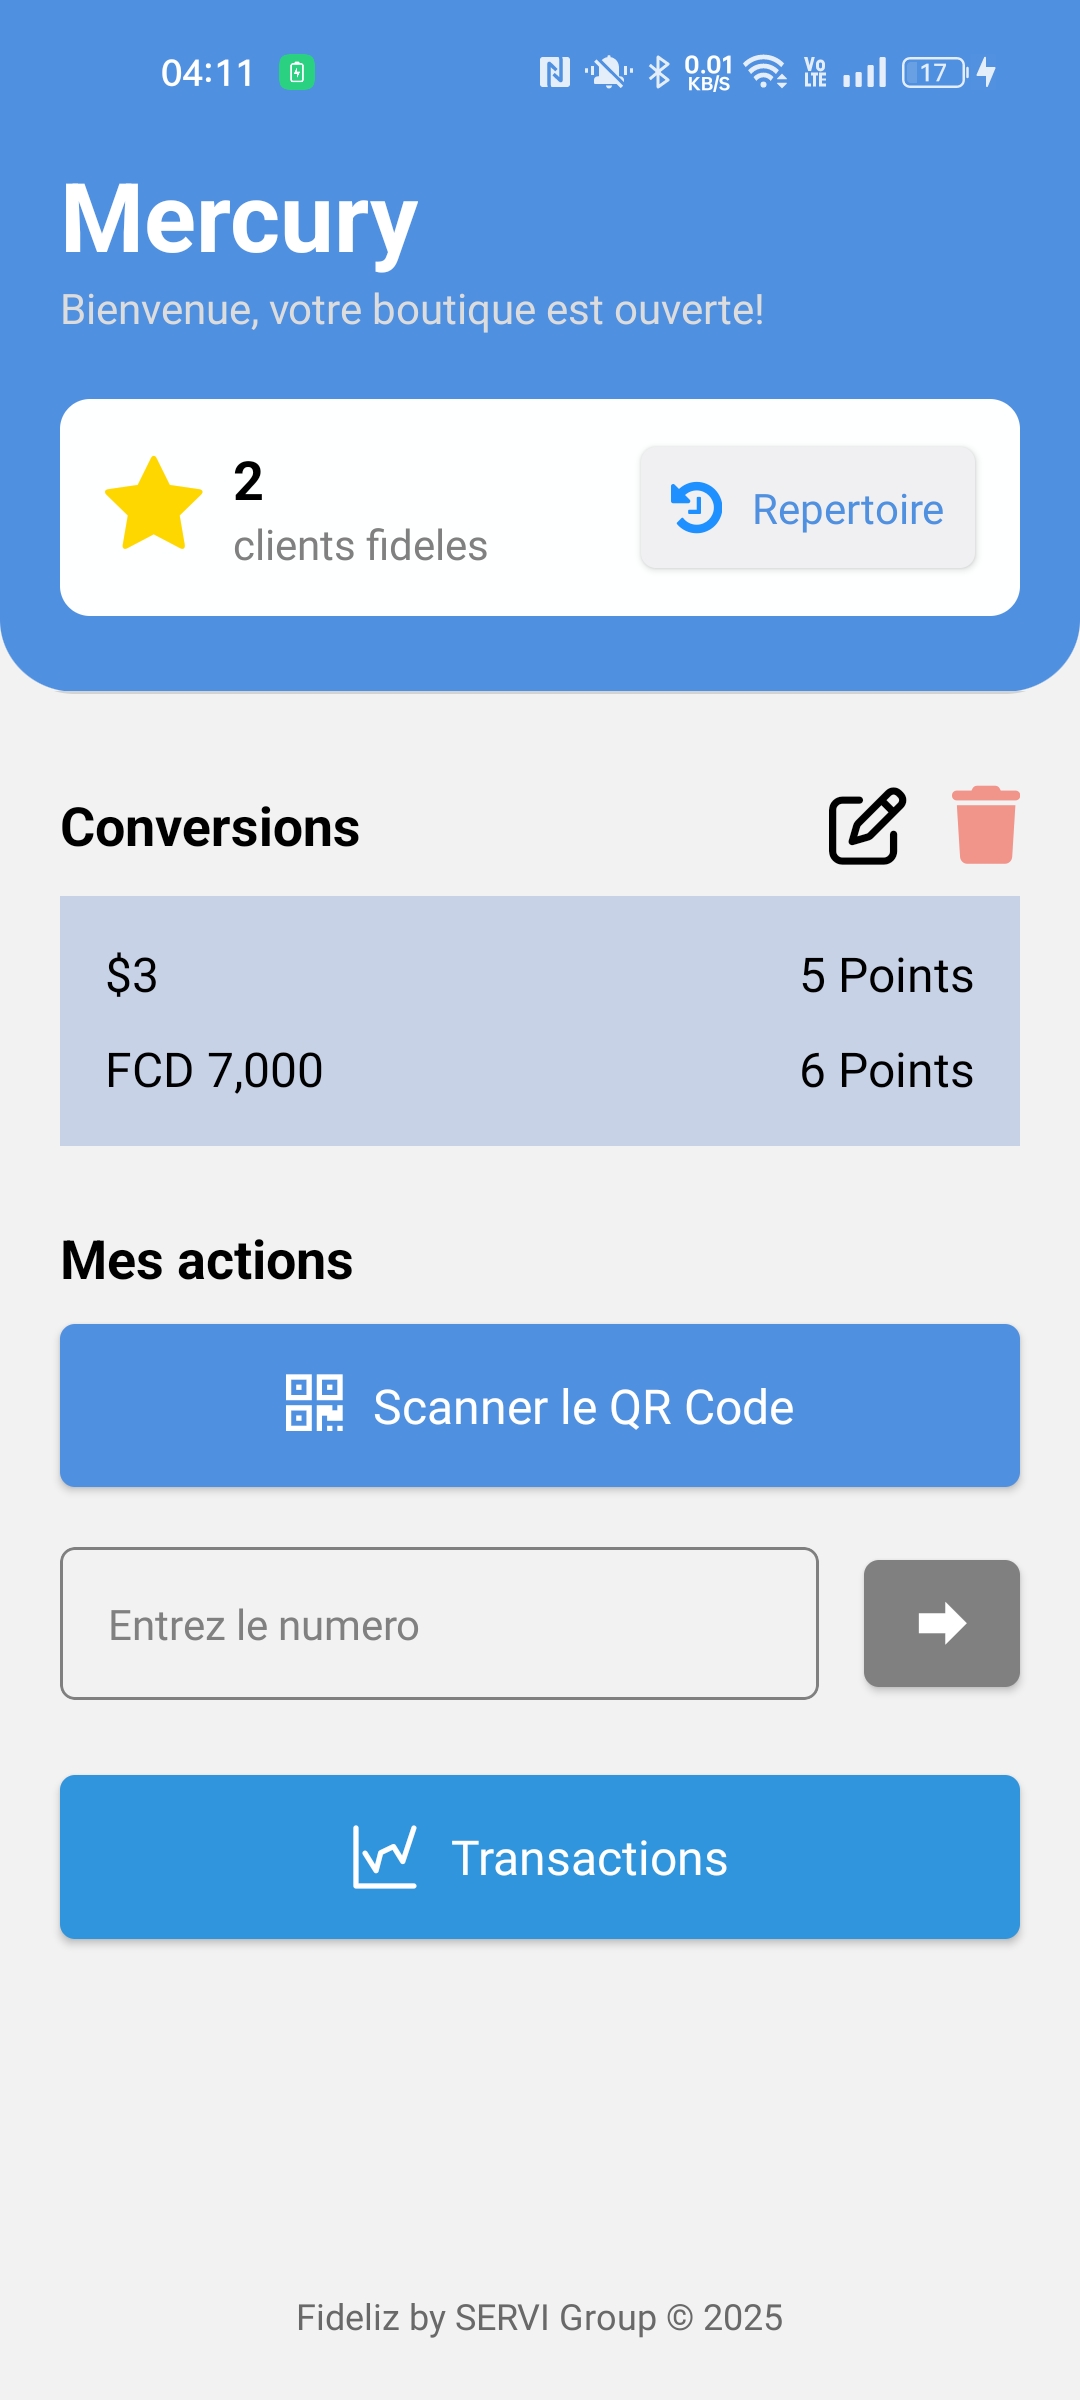 04:11
0.01 KB/S
Vo LTE
17
Mercury
Bienvenue, votre boutique est ouverte!
2
clients fideles
Repertoire
Conversions
$3 5 Points
FCD 7,000 6 Points
Mes actions
Scanner le QR Code
Entrez le numero
Transactions
Fideliz by SERVI Group © 2025